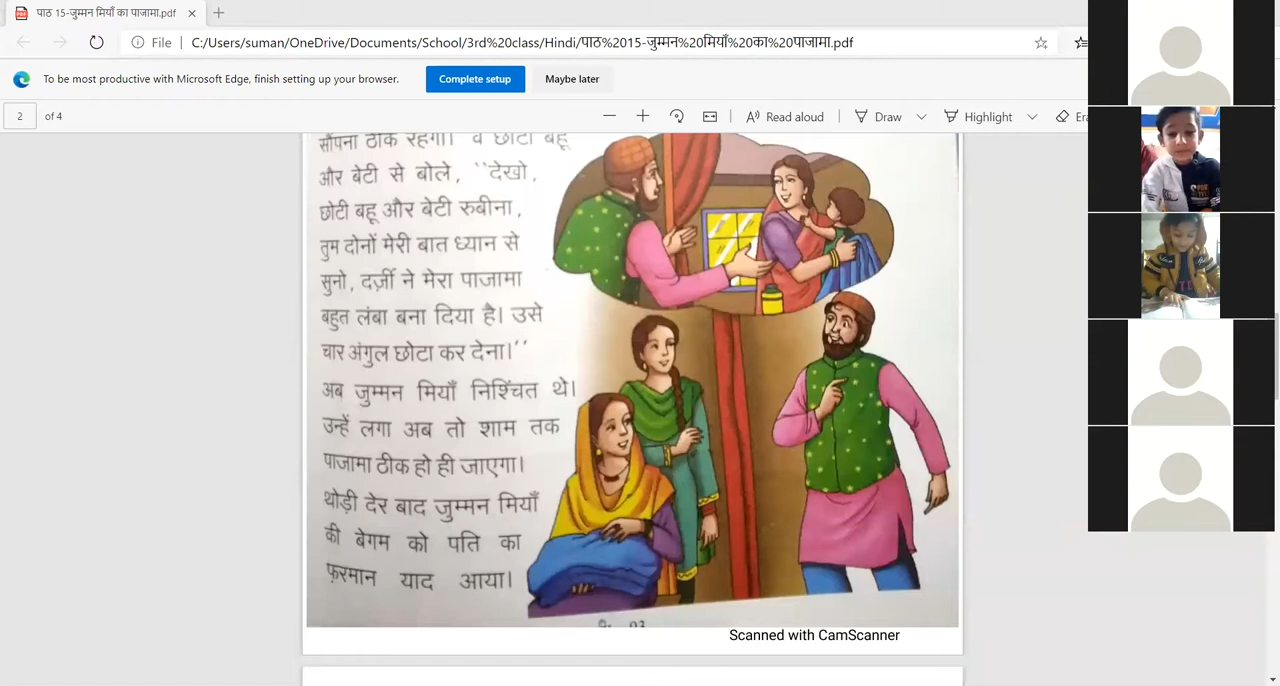 पाठ 15-जुम्मन मियाँ का पाजामा.pdf
File | C:/Users/suman/OneDrive/Documents/School/3rd%20class/Hindi/पाठ%2015-जुम्मन%20मियाँ%20का%20पाजामा.pdf
To be most productive with Microsoft Edge, finish setting up your browser. Complete setup Maybe later
2 of 4 Read aloud Draw Highlight
सौंपना ठीक रहेगा। वे छोटी बहू
और बेटी से बोले, ‘‘देखो,
छोटी बहू और बेटी रुबीना,
तुम दोनों मेरी बात ध्यान से
सुनो, दर्ज़ी ने मेरा पाजामा
बहुत लंबा बना दिया है। उसे
चार अंगुल छोटा कर देना।’’
अब जुम्मन मियाँ निश्चिंत थे।
उन्हें लगा अब तो शाम तक
पाजामा ठीक हो ही जाएगा।
थोड़ी देर बाद जुम्मन मियाँ
की बेगम को पति का
फ़रमान याद आया।
Scanned with CamScanner